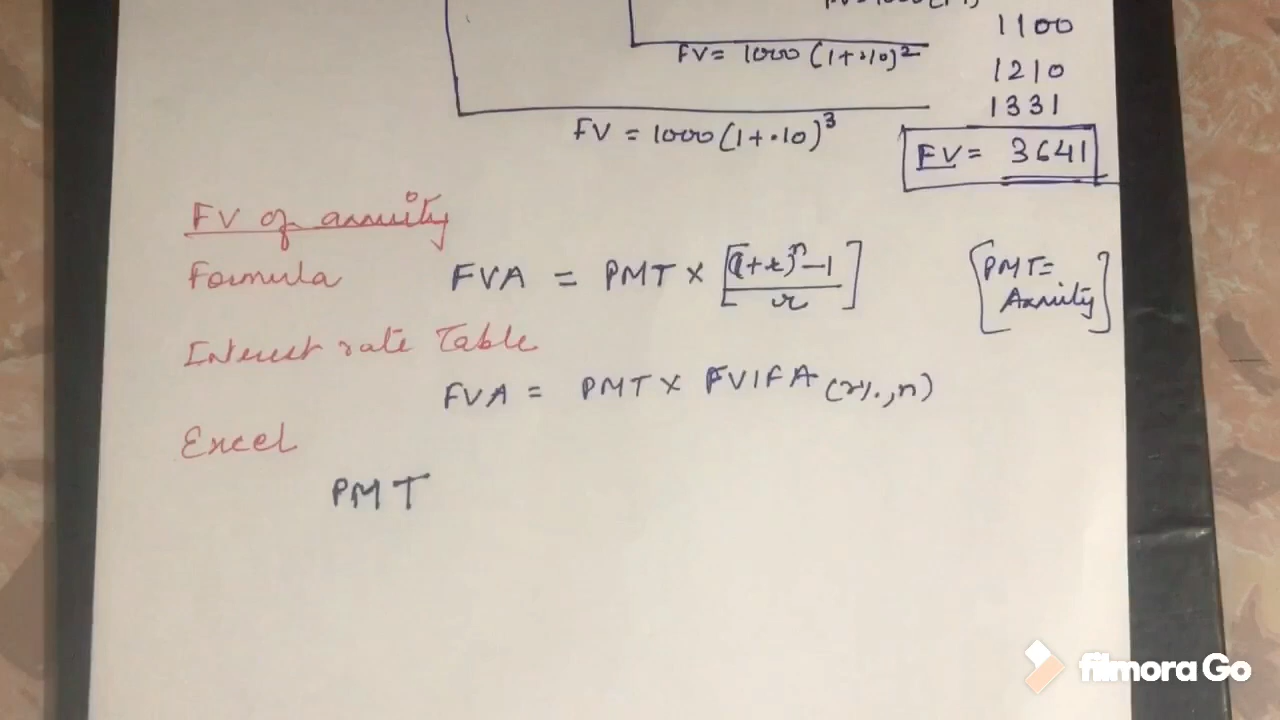 1100
FV = 1000 (1+.10)²
1210
1331
FV = 1000 (1+.10)³
FV = 3641
FV of annuity
Formula FVA = PMT × [(1+r)ⁿ-1 / r] [PMT= Annuity]
Interest rate Table
FVA = PMT × FVIFA (r%.,n)
Excel
PMT
filmora Go